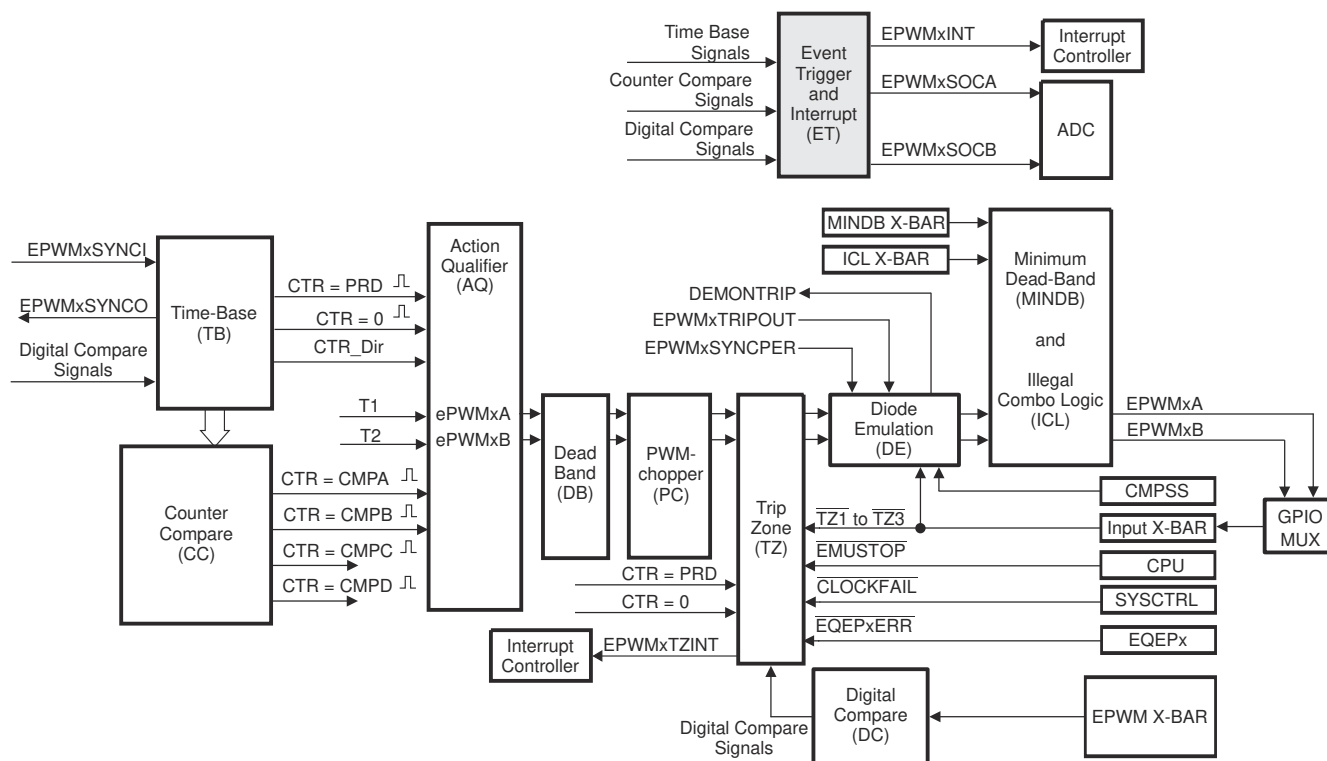 Time Base
Signals
Counter Compare
Signals
Digital Compare
Signals
Event
Trigger
and
Interrupt
(ET)
EPWMxINT
EPWMxSOCA
EPWMxSOCB
Interrupt
Controller
ADC
EPWMxSYNCI
EPWMxSYNCO
Digital Compare
Signals
Time-Base
(TB)
CTR = PRD
CTR = 0
CTR_Dir
T1
T2
Action
Qualifier
(AQ)
ePWMxA
ePWMxB
Counter
Compare
(CC)
CTR = CMPA
CTR = CMPB
CTR = CMPC
CTR = CMPD
Dead
Band
(DB)
PWM-
chopper
(PC)
Trip
Zone
(TZ)
CTR = PRD
CTR = 0
EPWMxTZINT
Interrupt
Controller
MINDB X-BAR
ICL X-BAR
DEMONTRIP
EPWMxTRIPOUT
EPWMxSYNCPER
Diode
Emulation
(DE)
Minimum
Dead-Band
(MINDB)
and
Illegal
Combo Logic
(ICL)
EPWMxA
EPWMxB
GPIO
MUX
CMPSS
TZ1 to TZ3
Input X-BAR
EMUSTOP
CPU
CLOCKFAIL
SYSCTRL
EQEPxERR
EQEPx
Digital Compare
Signals
Digital
Compare
(DC)
EPWM X-BAR